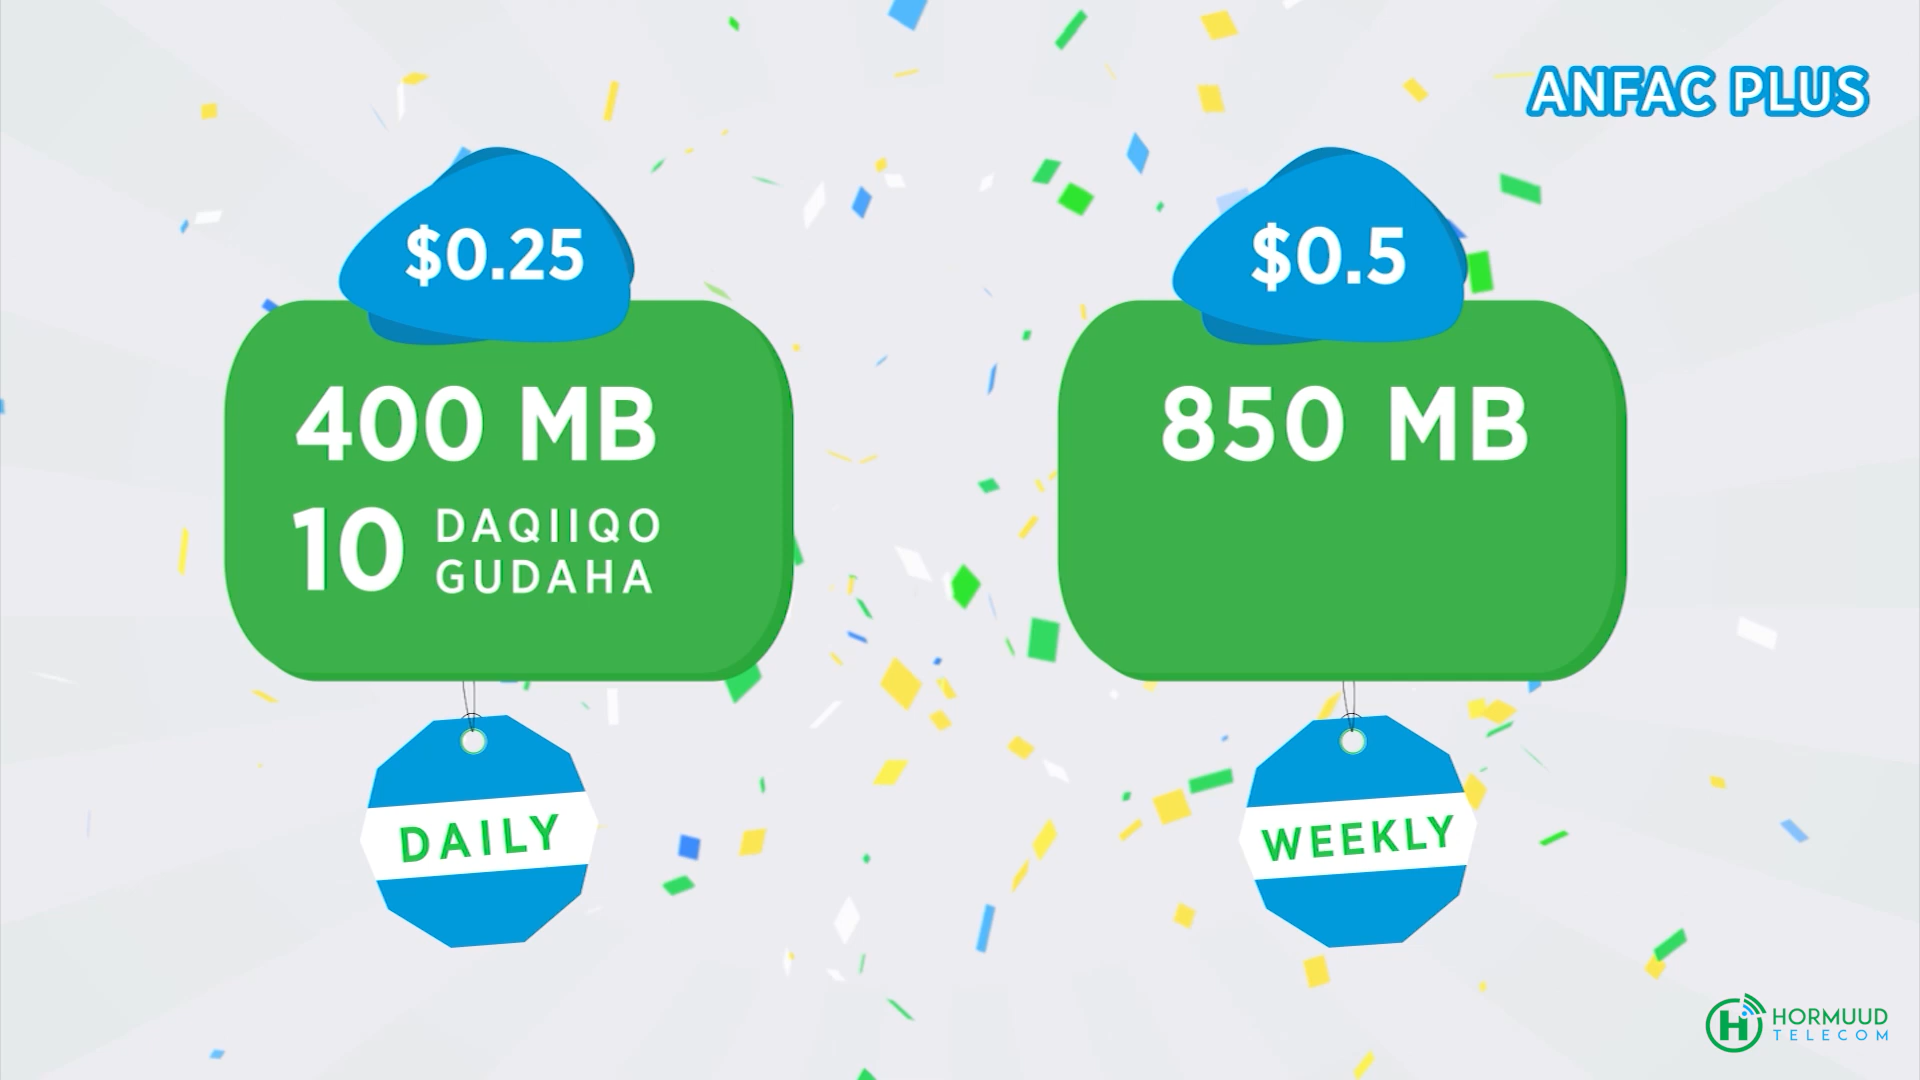 ANFAC PLUS
$0.25
400 MB
10 DAQIIQO
GUDAHA
DAILY
$0.5
850 MB
WEEKLY
HORMUUD
TELECOM